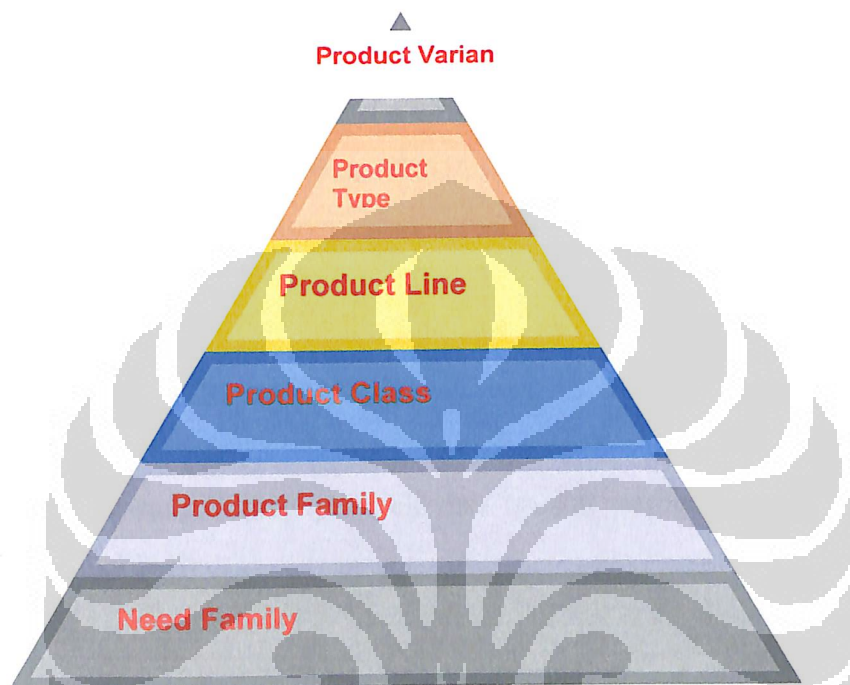 Product Varian
Product
Type
Product Line
Product Class
Product Family
Need Family